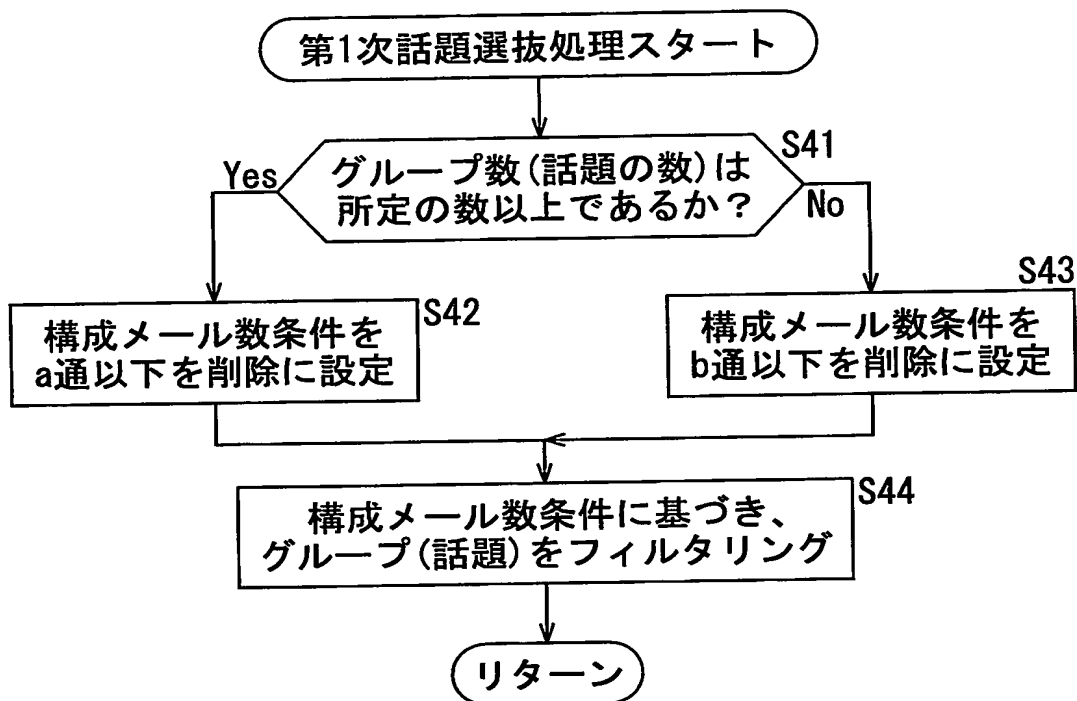 第1次話題選抜処理スタート
S41
グループ数(話題の数)は
所定の数以上であるか？
Yes
No
S42
構成メール数条件を
a通以下を削除に設定
S43
構成メール数条件を
b通以下を削除に設定
S44
構成メール数条件に基づき、
グループ(話題)をフィルタリング
リターン